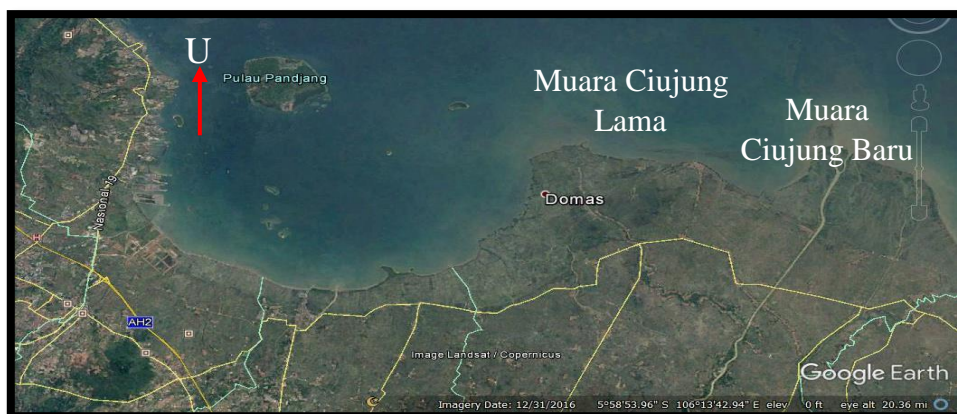 U
Pulau Pandjang
Muara Ciujung
Lama
Muara
Ciujung Baru
Nasional 79
Domas
H
AH2
Image Landsat / Copernicus
Google Earth
Imagery Date: 12/31/2016 5°58'53.96" S 106°13'42.94" E elev 0 ft eye alt 20.36 mi